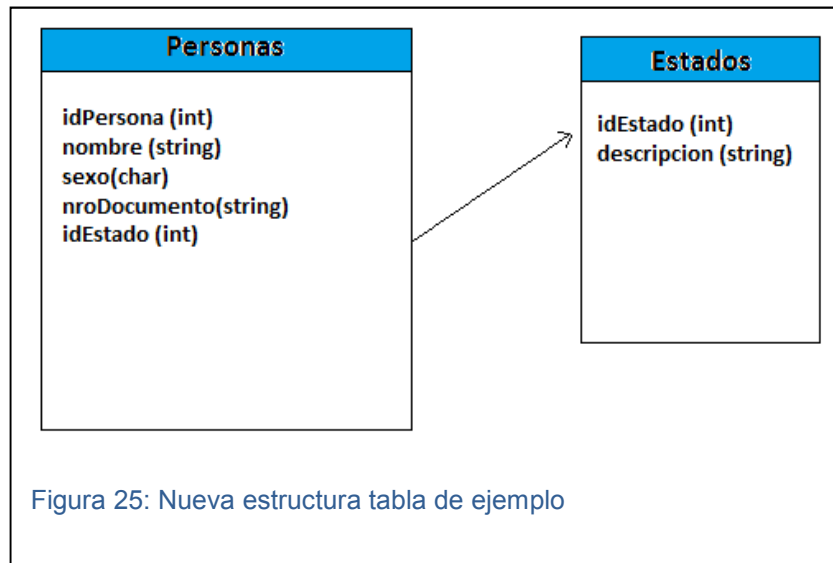 Personas
idPersona (int)
nombre (string)
sexo(char)
nroDocumento(string)
idEstado (int)
Estados
idEstado (int)
descripcion (string)
Figura 25: Nueva estructura tabla de ejemplo